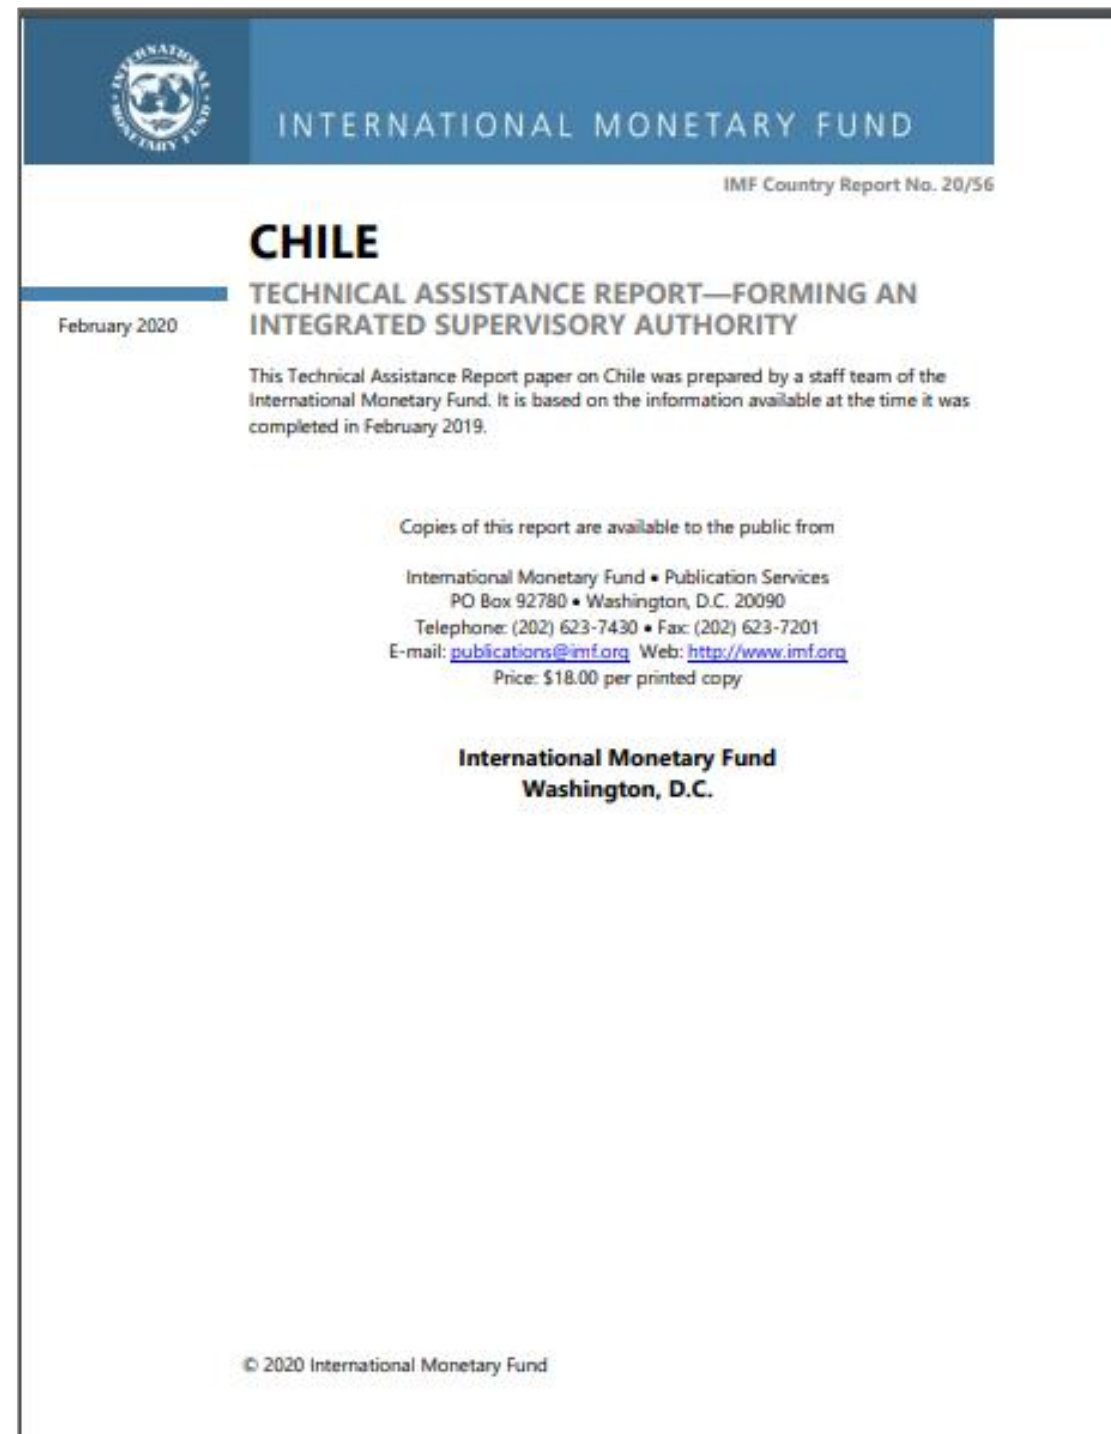 INTERNATIONAL MONETARY FUND
INTERNATIONAL MONETARY FUND
IMF Country Report No. 20/56
CHILE
TECHNICAL ASSISTANCE REPORT—FORMING AN
INTEGRATED SUPERVISORY AUTHORITY
February 2020
This Technical Assistance Report paper on Chile was prepared by a staff team of the
International Monetary Fund. It is based on the information available at the time it was
completed in February 2019.
Copies of this report are available to the public from
International Monetary Fund • Publication Services
PO Box 92780 • Washington, D.C. 20090
Telephone: (202) 623-7430 • Fax: (202) 623-7201
E-mail: publications@imf.org Web: http://www.imf.org
Price: $18.00 per printed copy
International Monetary Fund
Washington, D.C.
© 2020 International Monetary Fund